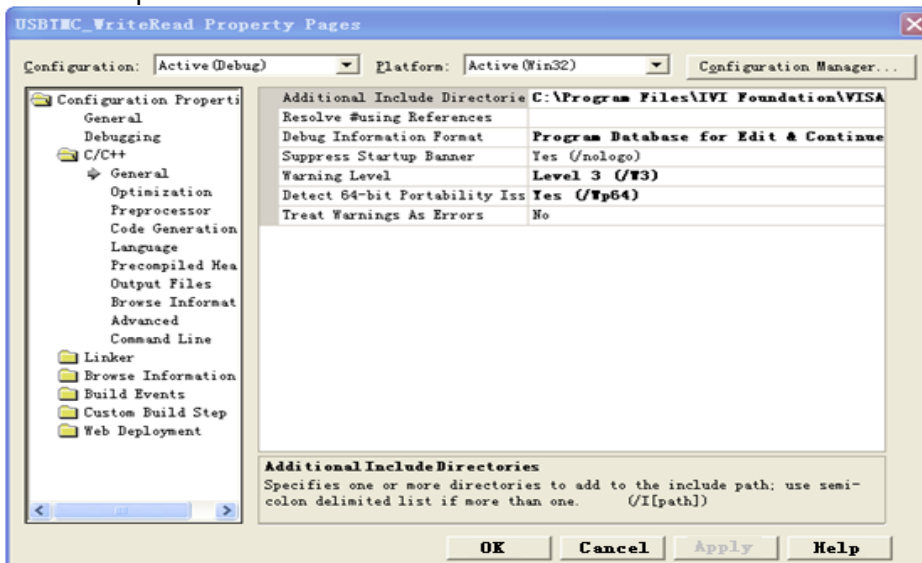 USBTMC_WriteRead Property Pages
Configuration: Active(Debug) Platform: Active(Win32) Configuration Manager...
Configuration Properti
General
Debugging
C/C++
General
Optimization
Preprocessor
Code Generation
Language
Precompiled Hea
Output Files
Browse Informat
Advanced
Command Line
Linker
Browse Information
Build Events
Custom Build Step
Web Deployment
Additional Include Directorie C:\Program Files\IVI Foundation\VISA
Resolve #using References
Debug Information Format Program Database for Edit & Continue
Suppress Startup Banner Yes (/nologo)
Warning Level Level 3 (/W3)
Detect 64-bit Portability Iss Yes (/Wp64)
Treat Warnings As Errors No
AdditionalIncludeDirectories
Specifies one or more directories to add to the include path; use semi-
colon delimited list if more than one. (/I[path])
OK Cancel Apply Help